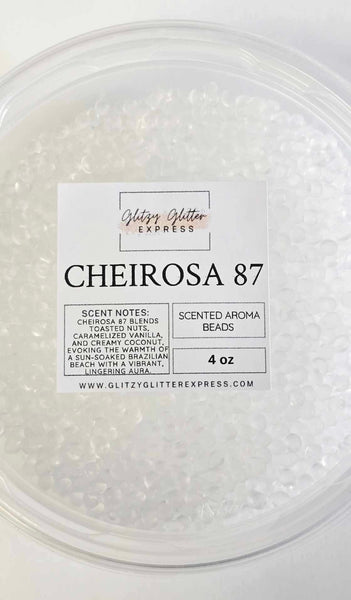 Glitzy Glitter
EXPRESS
CHEIROSA 87
SCENT NOTES:
CHEIROSA 87 BLENDS
TOASTED NUTS,
CARAMELIZED VANILLA,
AND CREAMY COCONUT,
EVOKING THE WARMTH OF
A SUN-SOAKED BRAZILIAN
BEACH WITH A VIBRANT,
LINGERING AURA.
SCENTED AROMA
BEADS
4 oz
WWW.GLITZYGLITTEREXPRESS.COM